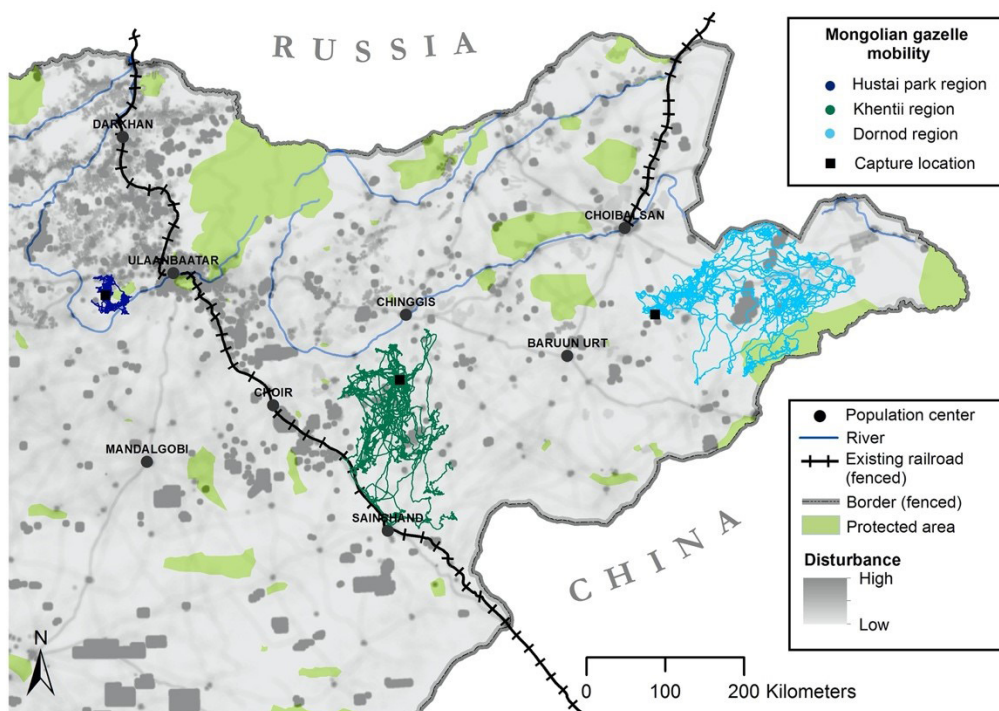 RUSSIA
DARKHAN
ULAANBAATAR
CHOIBALSAN
CHINGGIS
BARUUN URT
CHOIR
MANDALGOBI
SAINSHAND
CHINA
N
0 100 200 Kilometers
Mongolian gazelle
mobility
Hustai park region
Khentii region
Dornod region
Capture location
Population center
River
Existing railroad
(fenced)
Border (fenced)
Protected area
Disturbance
High
Low